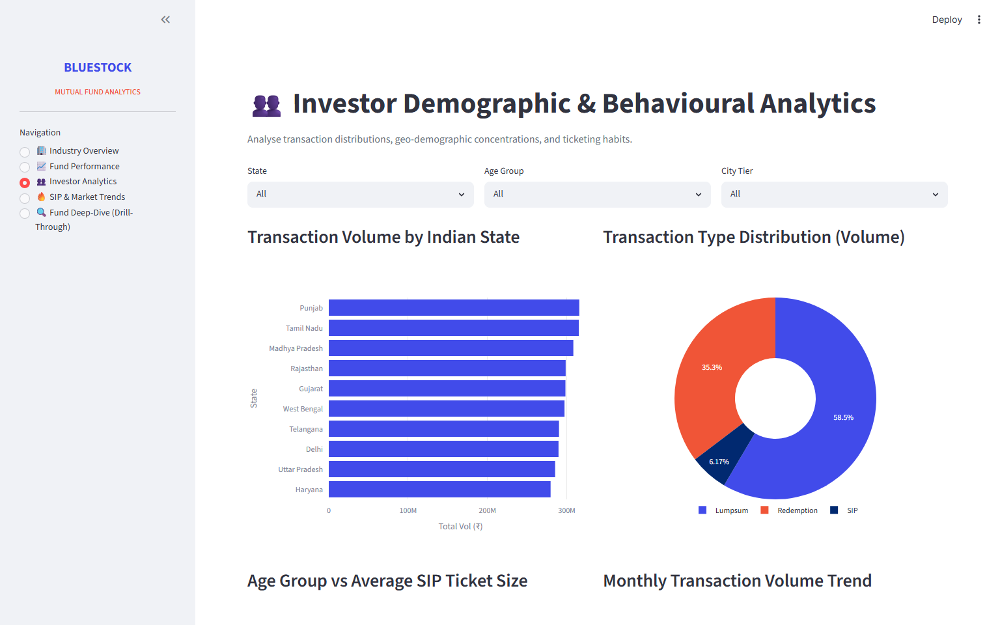 Deploy
BLUESTOCK
MUTUAL FUND ANALYTICS
Navigation
Industry Overview
Fund Performance
Investor Analytics
SIP & Market Trends
Fund Deep-Dive (Drill-
Through)
Investor Demographic & Behavioural Analytics
Analyse transaction distributions, geo-demographic concentrations, and ticketing habits.
State
Age Group
City Tier
All
All
All
Transaction Volume by Indian State
Transaction Type Distribution (Volume)
State
Punjab
Tamil Nadu
Madhya Pradesh
Rajasthan
Gujarat
West Bengal
Telangana
Delhi
Uttar Pradesh
Haryana
0
100M
200M
300M
Total Vol (₹)
35.3%
58.5%
6.17%
Lumpsum
Redemption
SIP
Age Group vs Average SIP Ticket Size
Monthly Transaction Volume Trend